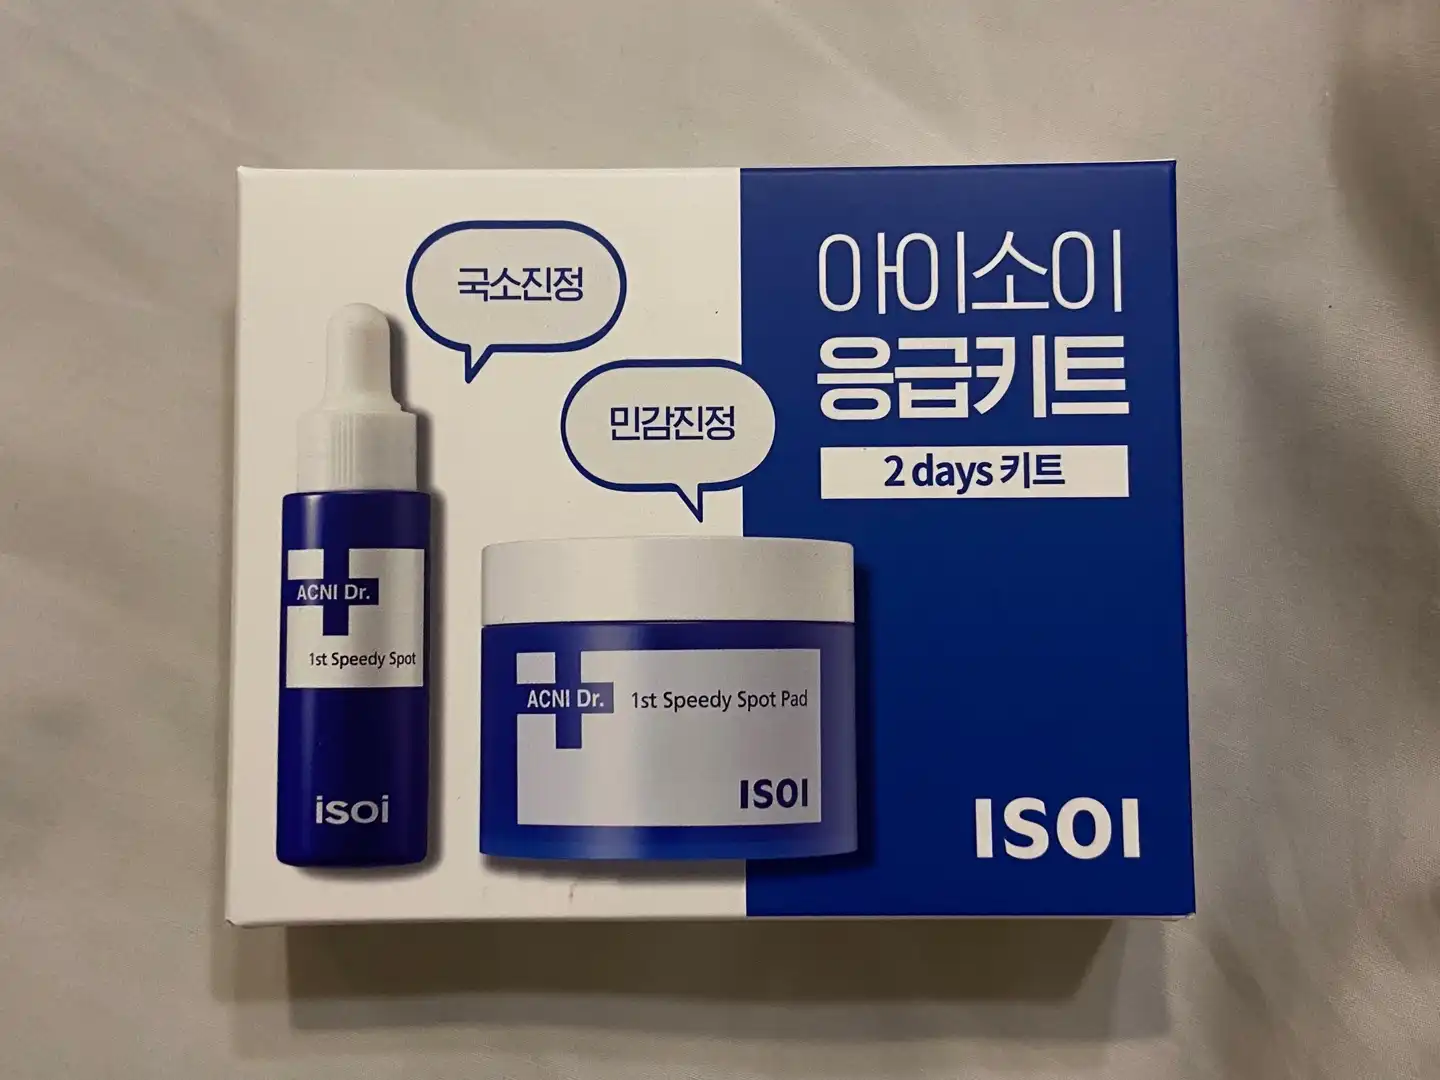 국소진정
민감진정
아이소이
응급키트
2 days 키트
ACNI Dr.
1st Speedy Spot
isoi
ACNI Dr.
1st Speedy Spot Pad
ISOI
ISOI